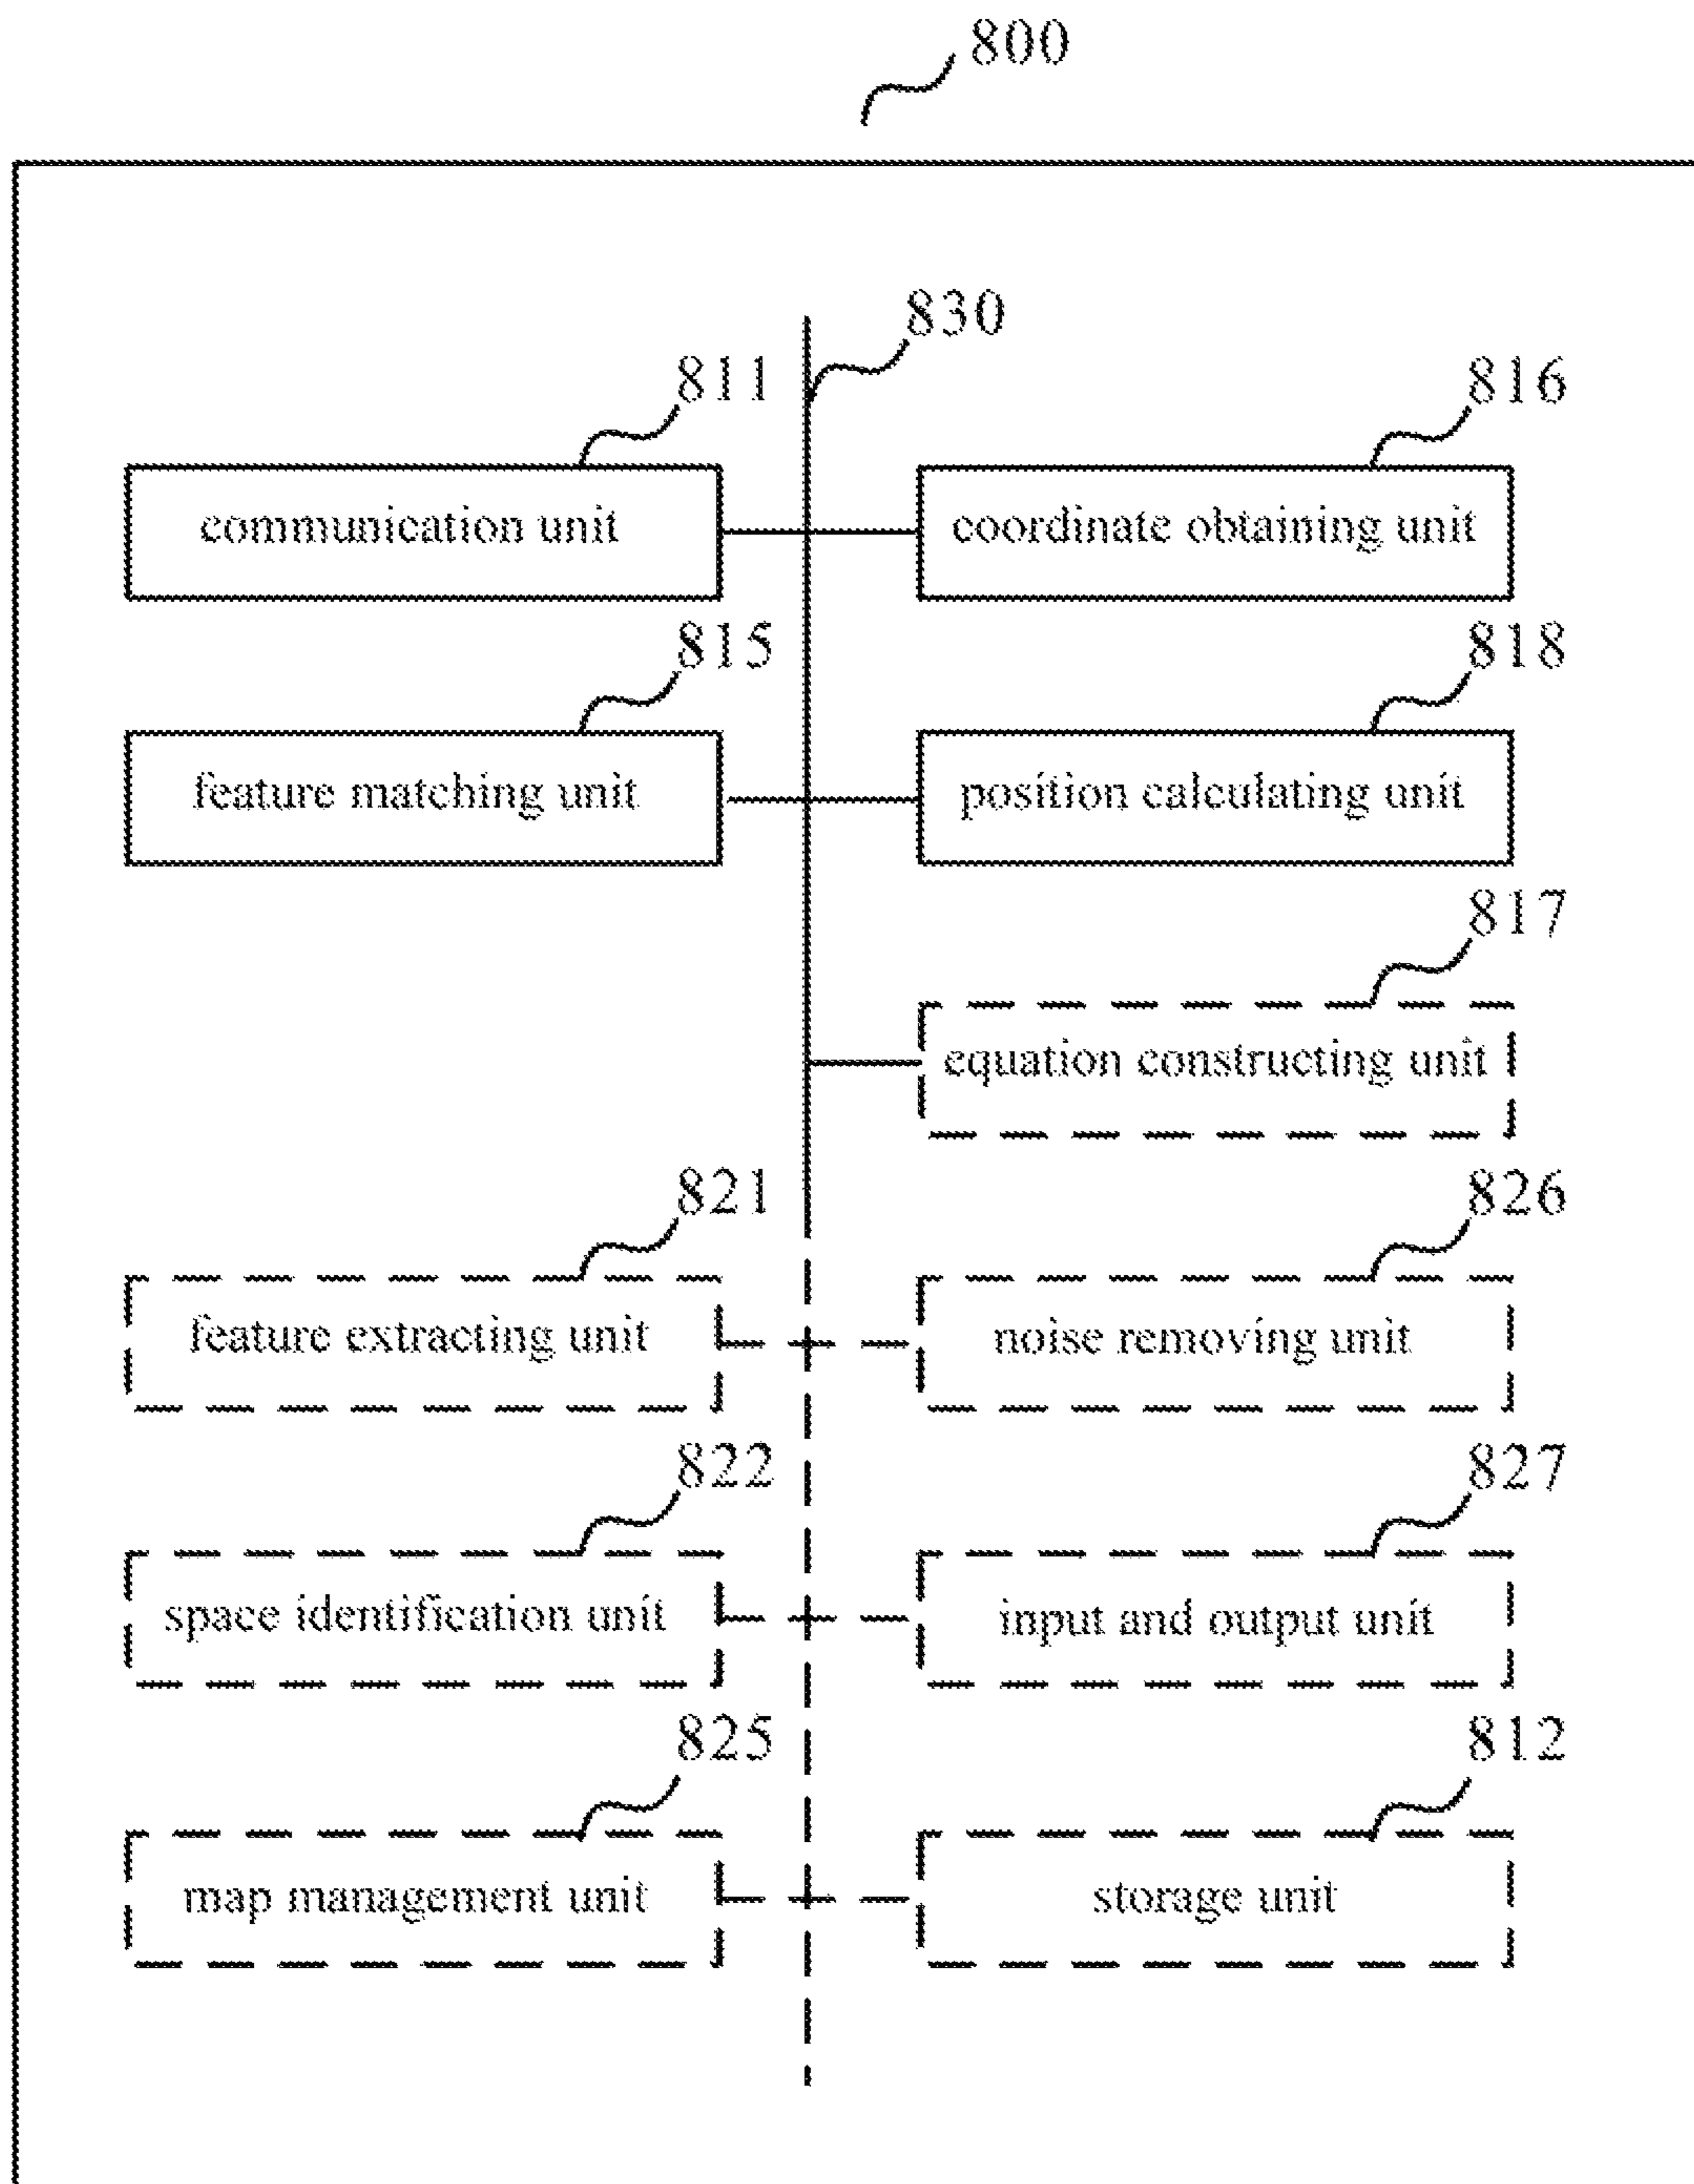 800
830
811
816
communication unit
coordinate obtaining unit
815
818
feature matching unit
position calculating unit
817
equation constructing unit
821
826
feature extracting unit
noise removing unit
822
827
space identification unit
input and output unit
825
812
map management unit
storage unit